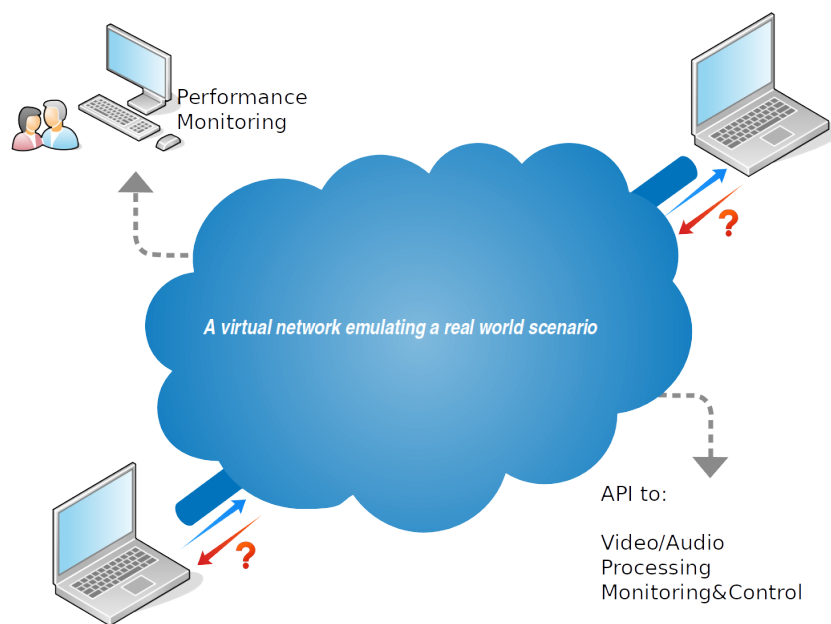 Performance
Monitoring
?
A virtual network emulating a real world scenario
API to:
Video/Audio
Processing
Monitoring&Control
?